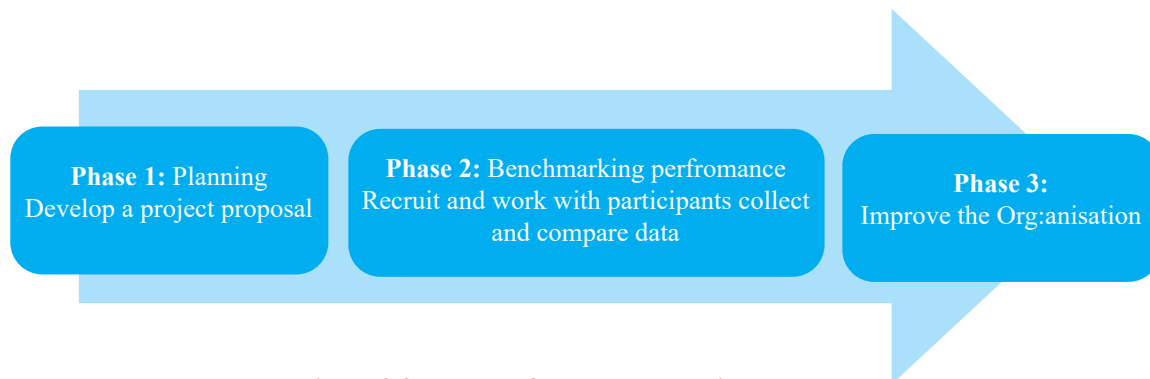 Phase 1: Planning
Develop a project proposal
Phase 2: Benchmarking perfromance
Recruit and work with participants collect
and compare data
Phase 3:
Improve the Org:anisation